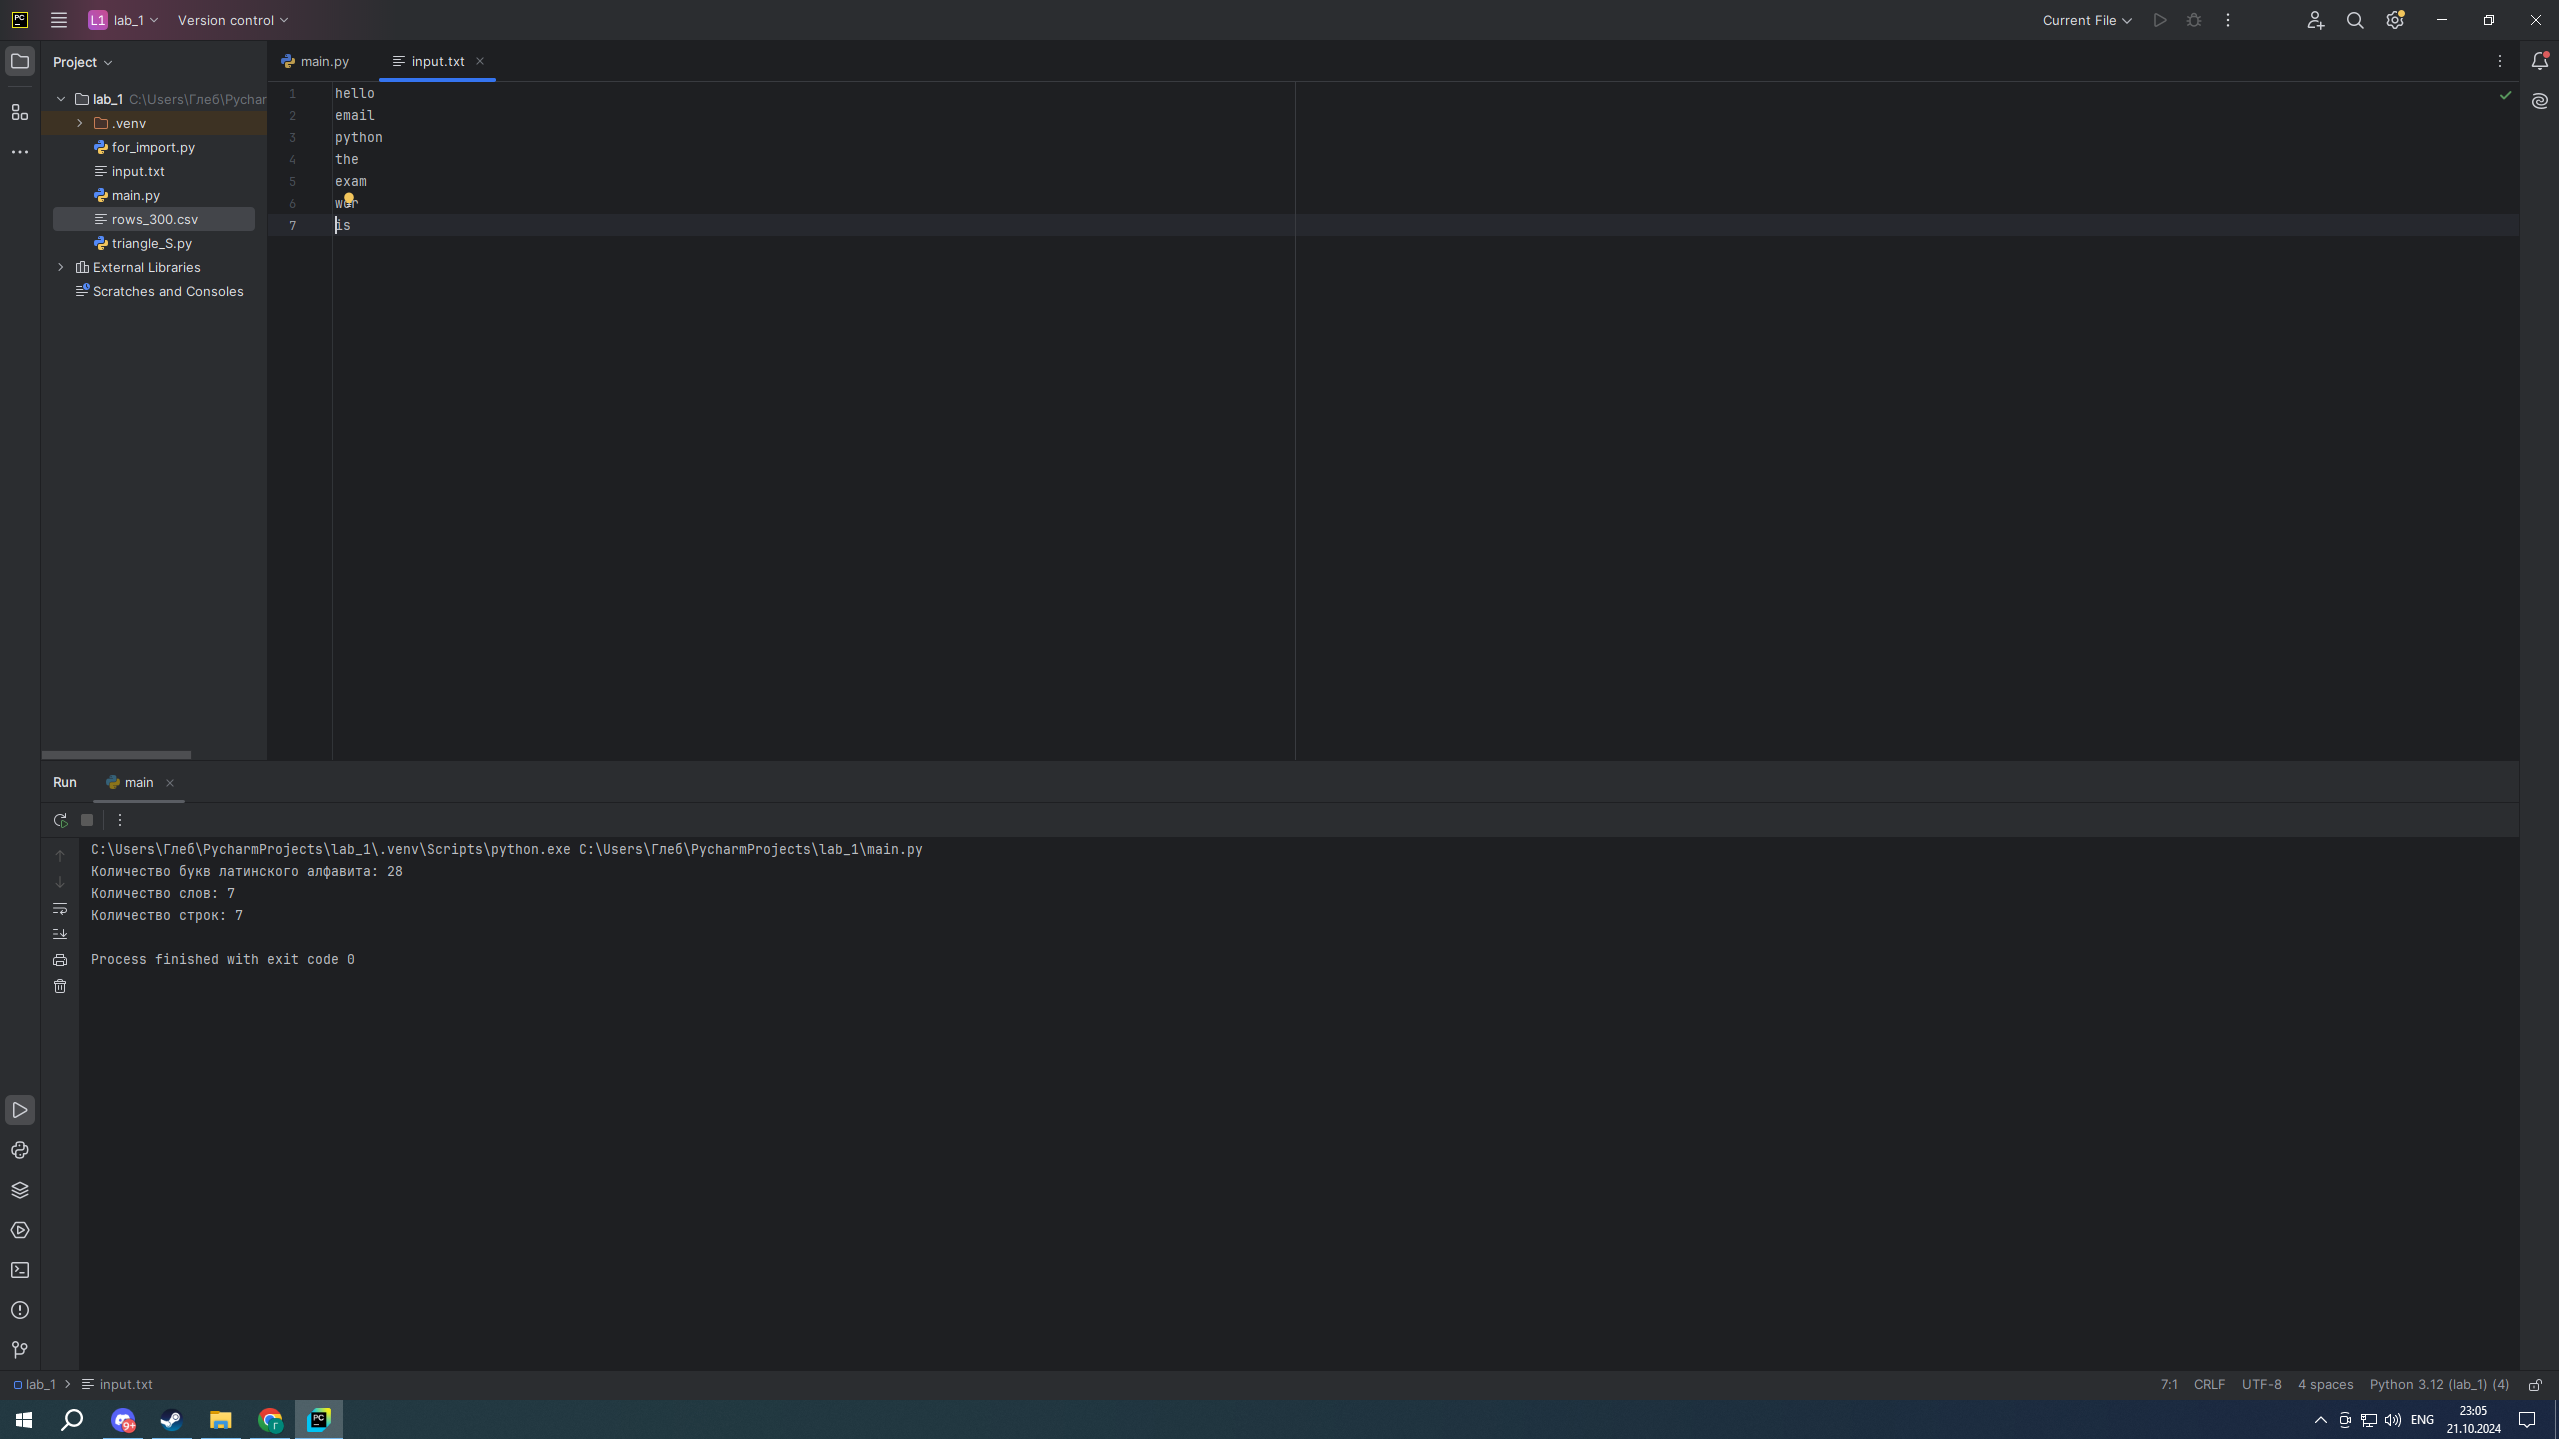 PC L1 lab_1 Version control Current File
Project
main.py input.txt
lab_1 C:\Users\Глеб\Pychar
.venv
for_import.py
input.txt
main.py
rows_300.csv
triangle_S.py
External Libraries
Scratches and Consoles
1 hello
2 email
3 python
4 the
5 exam
6
7 is
Run main
C:\Users\Глеб\PycharmProjects\lab_1\.venv\Scripts\python.exe C:\Users\Глеб\PycharmProjects\lab_1\main.py
Количество букв латинского алфавита: 28
Количество слов: 7
Количество строк: 7
Process finished with exit code 0
lab_1 input.txt 7:1 CRLF UTF-8 4 spaces Python 3.12 (lab_1) (4)
9+ г PC ENG 23:05
21.10.2024